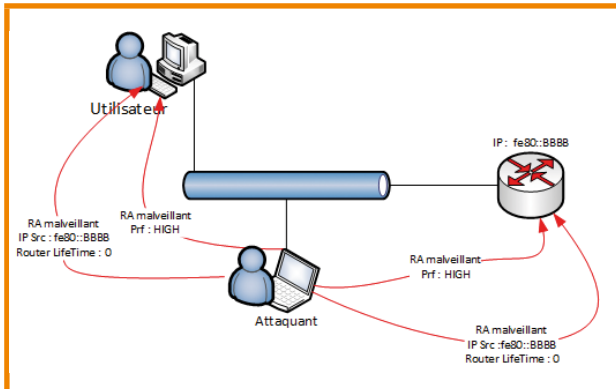 Utilisateur
IP : fe80::BBBB
RA malveillant
Prf : HIGH
RA malveillant
IP Src : fe80::BBBB
Router LifeTime : 0
RA malveillant
Prf : HIGH
Attaquant
RA malveillant
IP Src :fe80::BBBB
Router LifeTime : 0